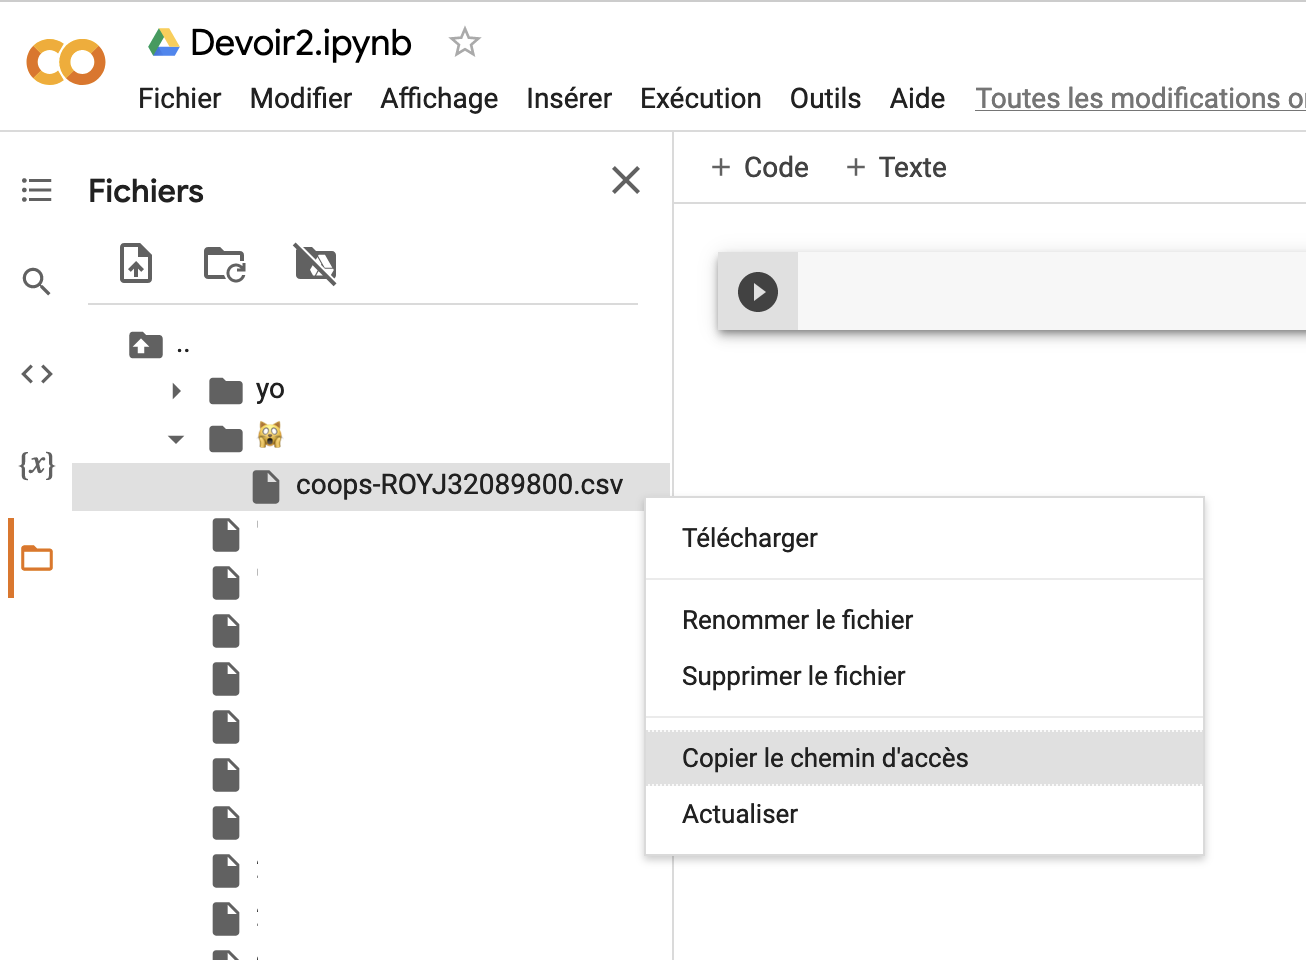 Devoir2.ipynb
Fichier Modifier Affichage Insérer Exécution Outils Aide Toutes les modifications
Fichiers
+ Code + Texte
..
yo
{x}
coops-ROYJ32089800.csv
Télécharger
Renommer le fichier
Supprimer le fichier
Copier le chemin d'accès
Actualiser